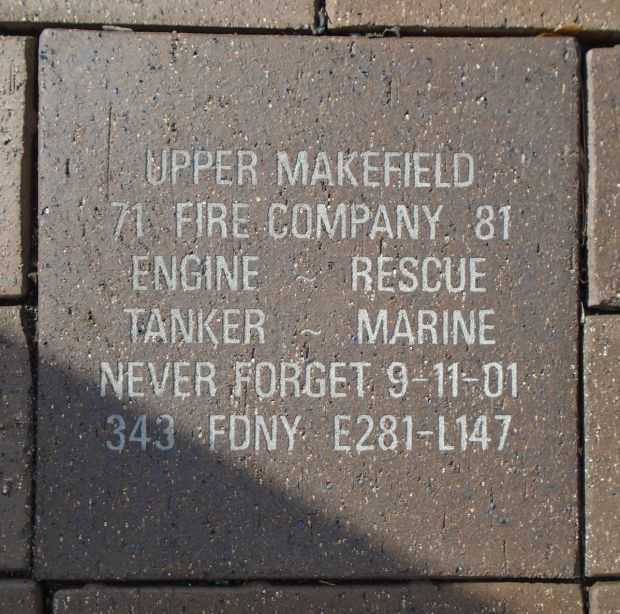 UPPER MAKEFIELD
71 FIRE COMPANY 81
ENGINE ~ RESCUE
TANKER ~ MARINE
NEVER FORGET 9-11-01
343 FDNY E281-L147